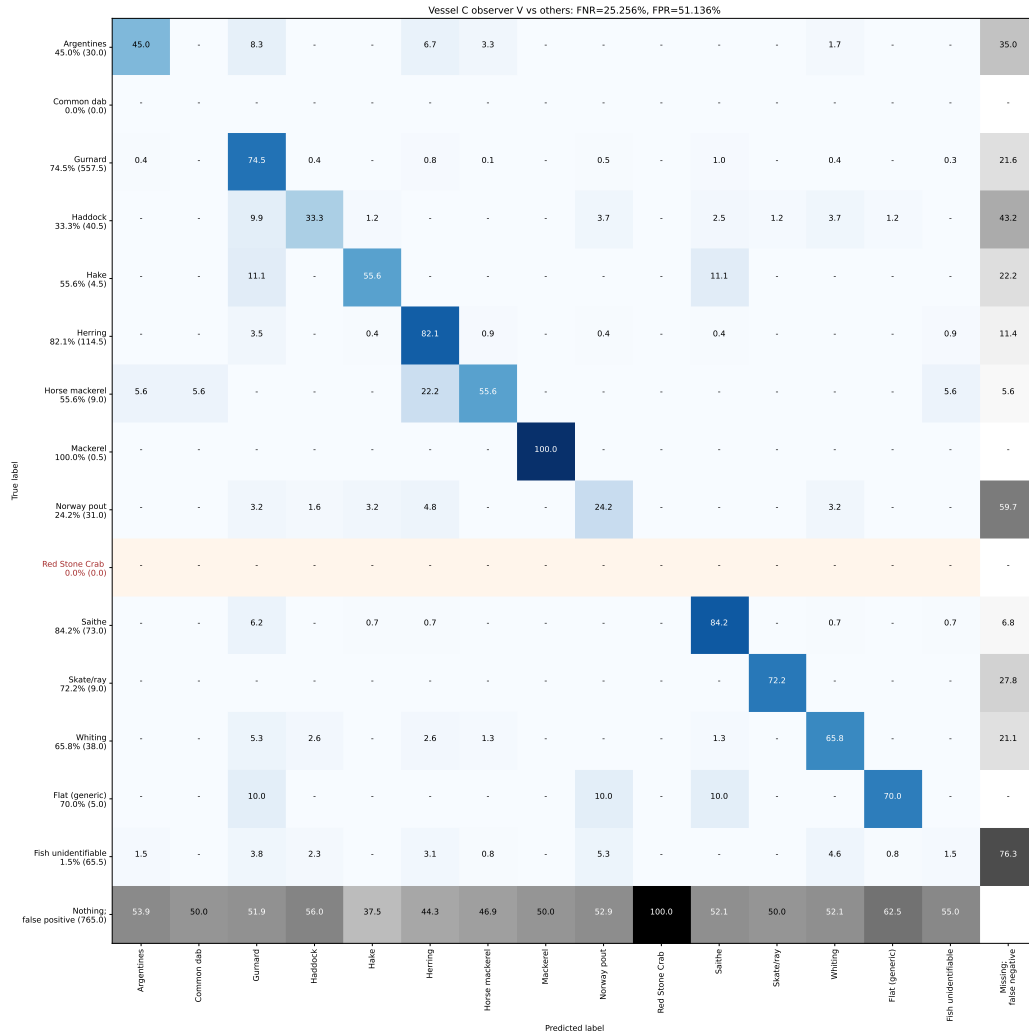 Vessel C observer V vs others: FNR=25.256%, FPR=51.136%
Argentines
45.0% (30.0)
45.0 - 8.3 - - 6.7 3.3 - - - - - 1.7 - - 35.0
Common dab
0.0% (0.0)
- - - - - - - - - - - - - - - -
Gurnard
74.5% (557.5)
0.4 - 74.5 0.4 - 0.8 0.1 - 0.5 - 1.0 - 0.4 - 0.3 21.6
Haddock
33.3% (40.5)
- - 9.9 33.3 1.2 - - - 3.7 - 2.5 1.2 3.7 1.2 - 43.2
Hake
55.6% (4.5)
- - 11.1 - 55.6 - - - - - 11.1 - - - - 22.2
Herring
82.1% (114.5)
- - 3.5 - 0.4 82.1 0.9 - 0.4 - 0.4 - - - 0.9 11.4
Horse mackerel
55.6% (9.0)
5.6 5.6 - - - 22.2 55.6 - - - - - - - 5.6 5.6
Mackerel
100.0% (0.5)
- - - - - - - 100.0 - - - - - - - -
Norway pout
24.2% (31.0)
- - 3.2 1.6 3.2 4.8 - - 24.2 - - - 3.2 - - 59.7
Red Stone Crab
0.0% (0.0)
- - - - - - - - - - - - - - - -
Saithe
84.2% (73.0)
- - 6.2 - 0.7 0.7 - - - - 84.2 - 0.7 - 0.7 6.8
Skate/ray
72.2% (9.0)
- - - - - - - - - - - 72.2 - - - 27.8
Whiting
65.8% (38.0)
- - 5.3 2.6 - 2.6 1.3 - - - 1.3 - 65.8 - - 21.1
Flat (generic)
70.0% (5.0)
- - 10.0 - - - - - 10.0 - 10.0 - - 70.0 - -
Fish unidentifiable
1.5% (65.5)
1.5 - 3.8 2.3 - 3.1 0.8 - 5.3 - - - 4.6 0.8 1.5 76.3
Nothing;
false positive (765.0)
53.9 50.0 51.9 56.0 37.5 44.3 46.9 50.0 52.9 100.0 52.1 50.0 52.1 62.5 55.0
True label
Argentines
Common dab
Gurnard
Haddock
Hake
Herring
Horse mackerel
Mackerel
Norway pout
Red Stone Crab
Saithe
Skate/ray
Whiting
Flat (generic)
Fish unidentifiable
Missing;
false negative
Predicted label